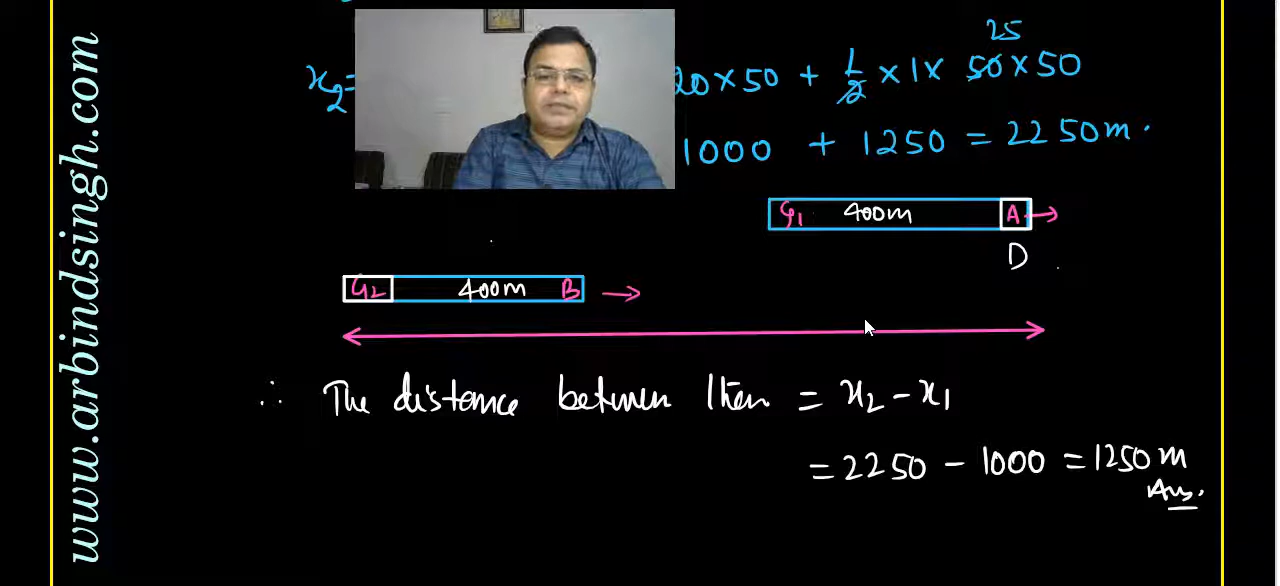 www.arbindsingh.com
25
x₂= 20 × 50 + 1/2 × 1 × 50 × 50
1000 + 1250 = 2250m.
G₁ 400m A
D
G₂ 400m B
∴ The distance between them = x₂ - x₁
= 2250 - 1000 = 1250 m
Ans.